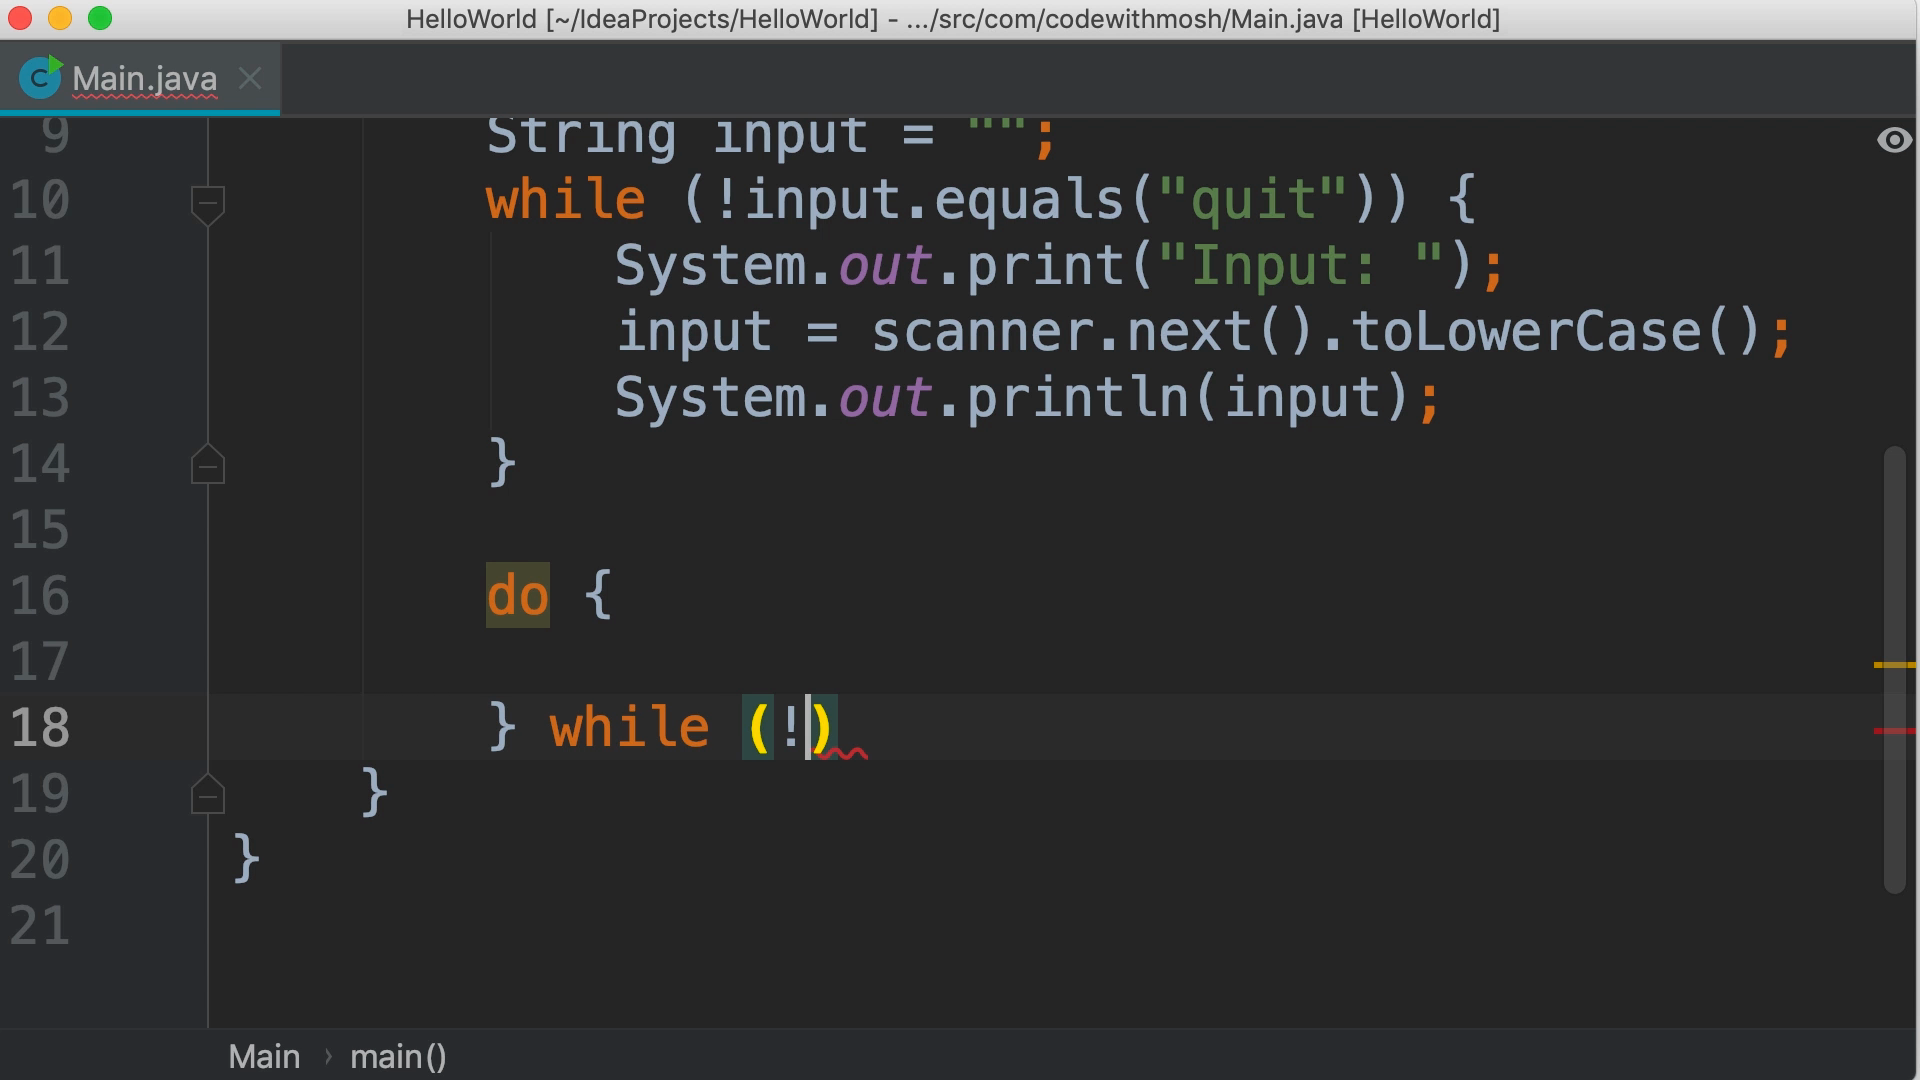 HelloWorld [~/IdeaProjects/HelloWorld] - .../src/com/codewithmosh/Main.java [HelloWorld]
C Main.java
9 String input = "";
10 while (!input.equals("quit")) {
11 System.out.print("Input: ");
12 input = scanner.next().toLowerCase();
13 System.out.println(input);
14 }
15
16 do {
17
18 } while (!)
19 }
20 }
21
Main › main()